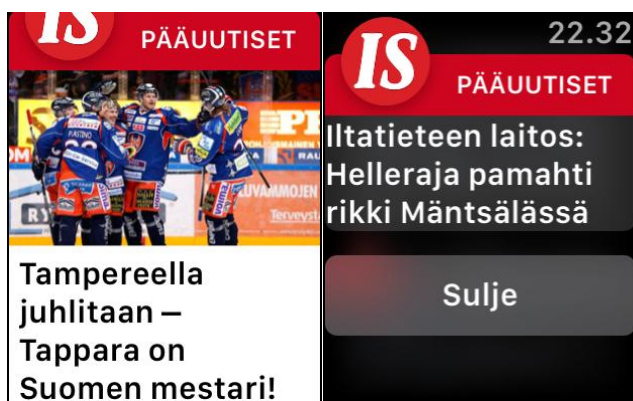 IS PÄÄUUTISET
Tampereella
juhlitaan –
Tappara on
Suomen mestari!
22.32
IS PÄÄUUTISET
Iltatieteen laitos:
Helleraja pamahti
rikki Mäntsälässä
Sulje